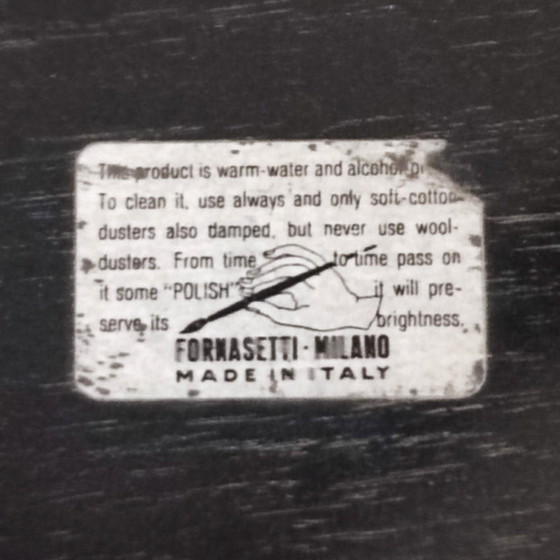 This product is warm-water and alcohol
To clean it, use always and only soft-cotton
dusters also damped, but never use wool-
dusters. From time to time pass on
it some "POLISH" it will pre-
serve its brightness.
FORNASETTI · MILANO
MADE IN ITALY